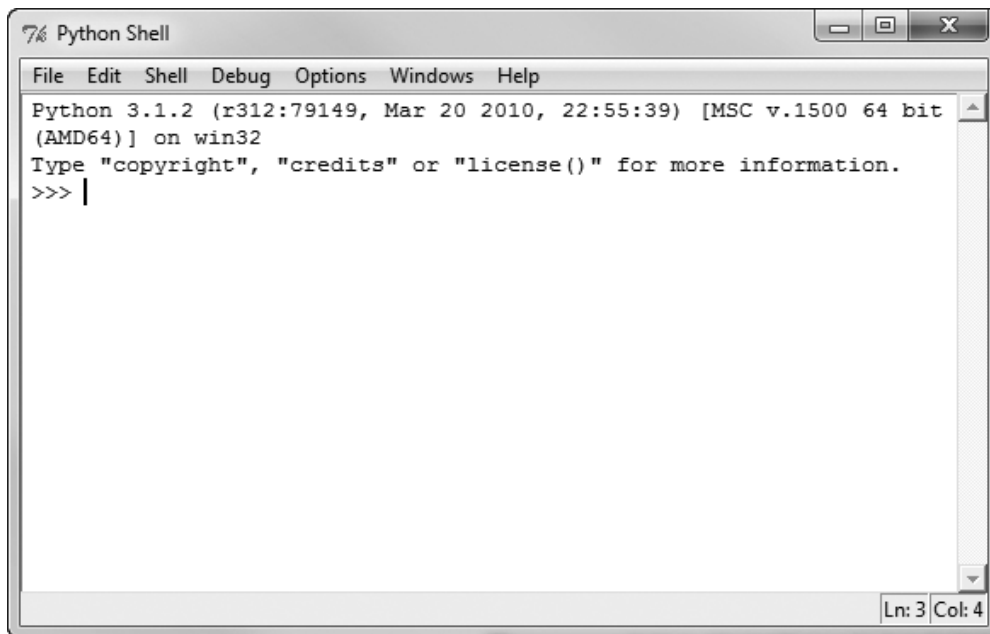 Python Shell
File Edit Shell Debug Options Windows Help
Python 3.1.2 (r312:79149, Mar 20 2010, 22:55:39) [MSC v.1500 64 bit
(AMD64)] on win32
Type "copyright", "credits" or "license()" for more information.
>>>
Ln: 3 Col: 4